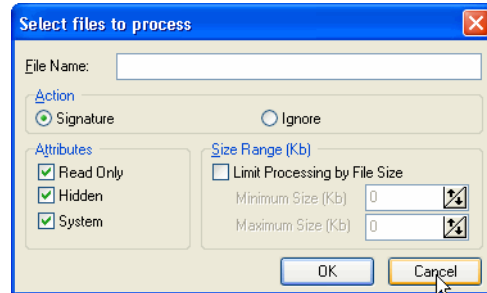 Select files to process
File Name:
Action
Signature Ignore
Attributes Size Range (Kb)
Read Only Limit Processing by File Size
Hidden Minimum Size (Kb) 0
System Maximum Size (Kb) 0
OK Cancel